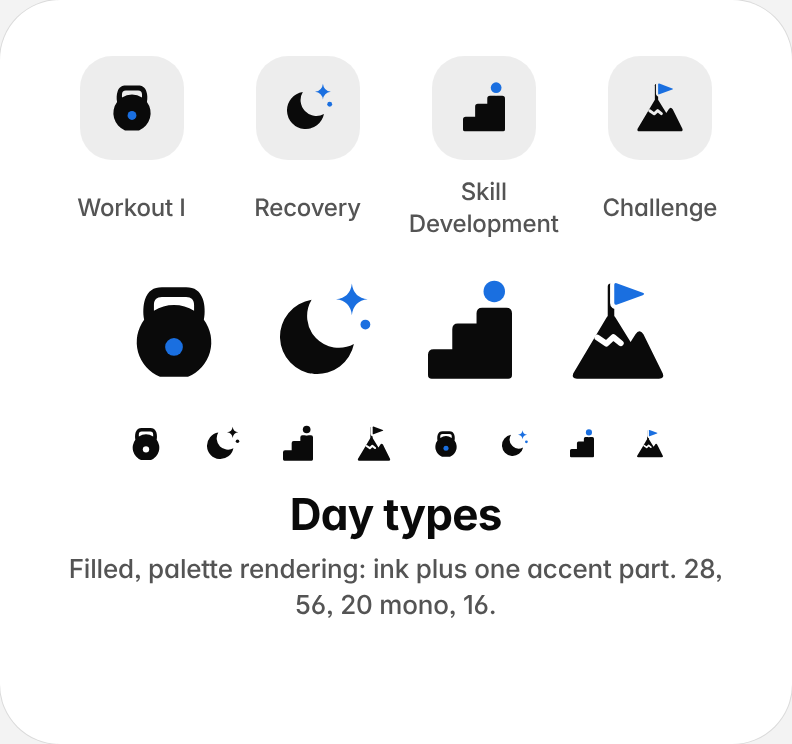 Workout I
Recovery
Skill
Development
Challenge
Day types
Filled, palette rendering: ink plus one accent part. 28,
56, 20 mono, 16.